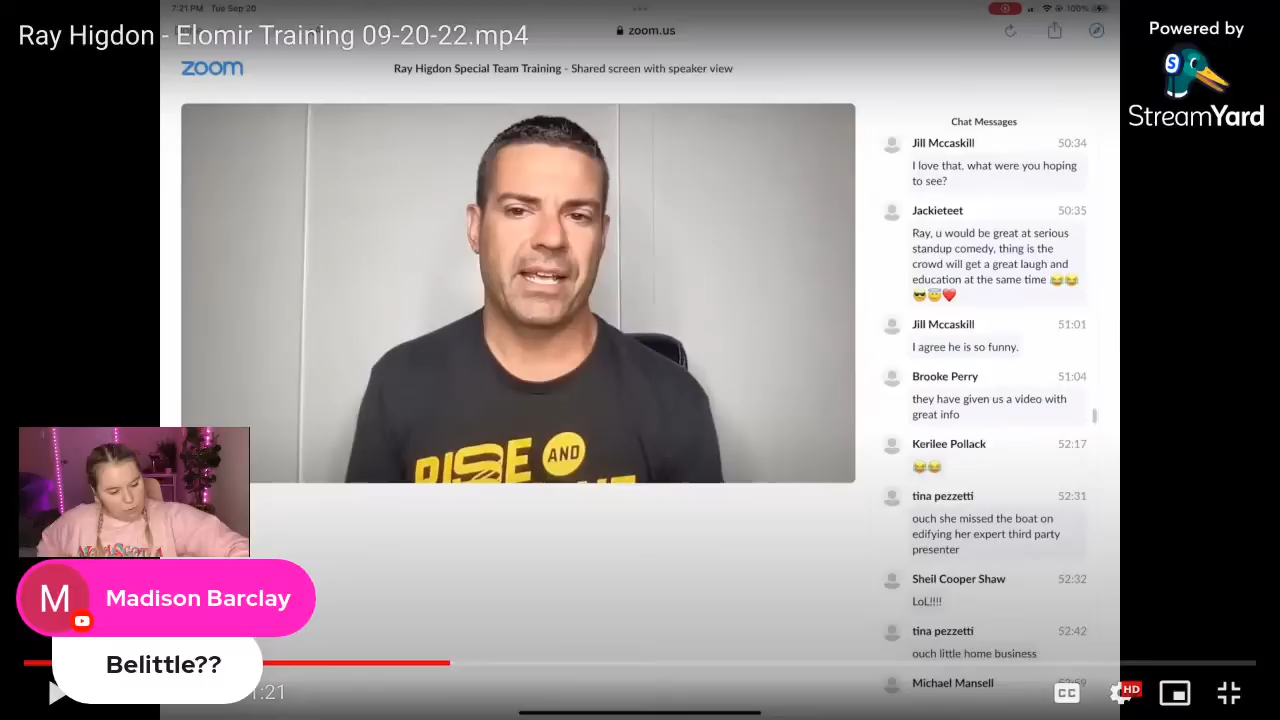 7:21 PM Tue Sep 20
100%
Ray Higdon - Elomir Training 09-20-22.mp4
zoom.us
Powered by
StreamYard
zoom
Ray Higdon Special Team Training - Shared screen with speaker view
Chat Messages
Jill Mccaskill 50:34
I love that, what were you hoping
to see?
Jackieteet 50:35
Ray, u would be great at serious
standup comedy, thing is the
crowd will get a great laugh and
education at the same time 😂😂
😎😇❤️
Jill Mccaskill 51:01
I agree he is so funny.
Brooke Perry 51:04
they have given us a video with
great info
Kerilee Pollack 52:17
😂😂
tina pezzetti 52:31
ouch she missed the boat on
edifying her expert third party
presenter
Sheil Cooper Shaw 52:32
LoL!!!!
tina pezzetti 52:42
ouch little home business
Michael Mansell 52:59
RISE AND
M
Madison Barclay
Belittle??
1:21
CC
HD